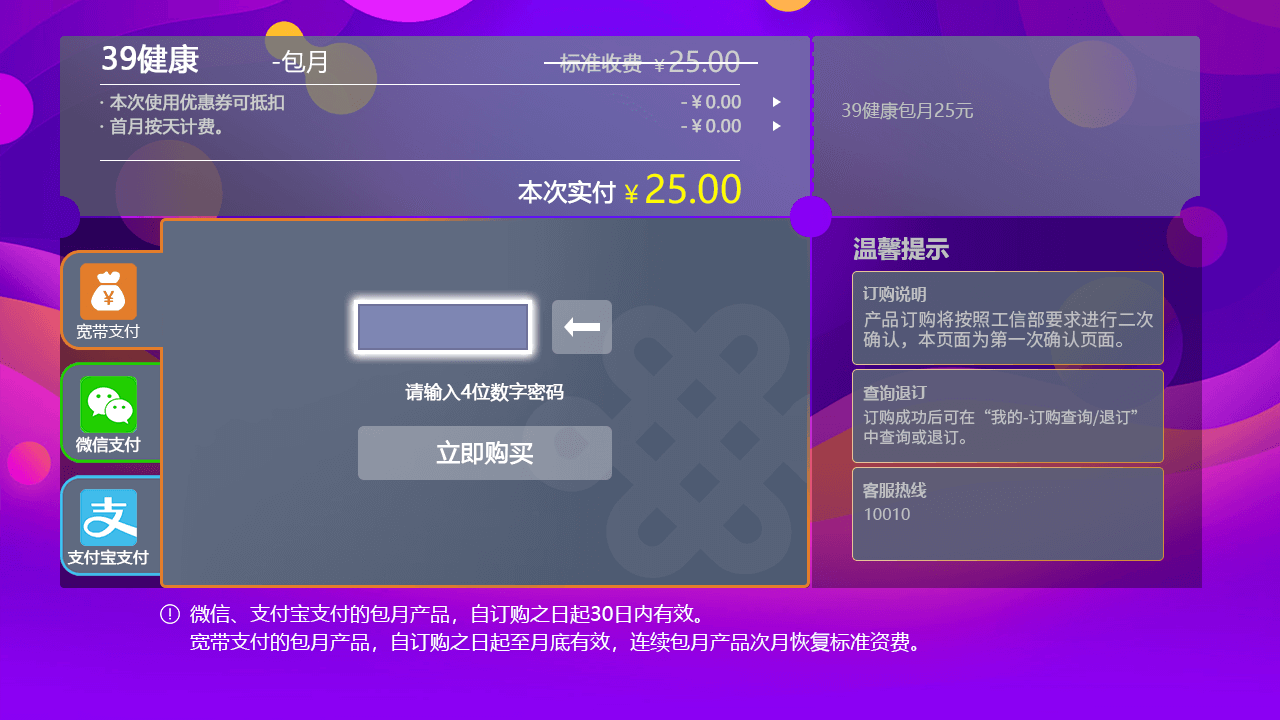 39健康 -包月 标准收费 ¥25.00
· 本次使用优惠券可抵扣 -¥0.00
· 首月按天计费。 -¥0.00
本次实付 ¥25.00
39健康包月25元
宽带支付
微信支付
支付宝支付
请输入4位数字密码
立即购买
温馨提示
订购说明
产品订购将按照工信部要求进行二次
确认，本页面为第一次确认页面。
查询退订
订购成功后可在“我的-订购查询/退订”
中查询或退订。
客服热线
10010
微信、支付宝支付的包月产品，自订购之日起30日内有效。
宽带支付的包月产品，自订购之日起至月底有效，连续包月产品次月恢复标准资费。